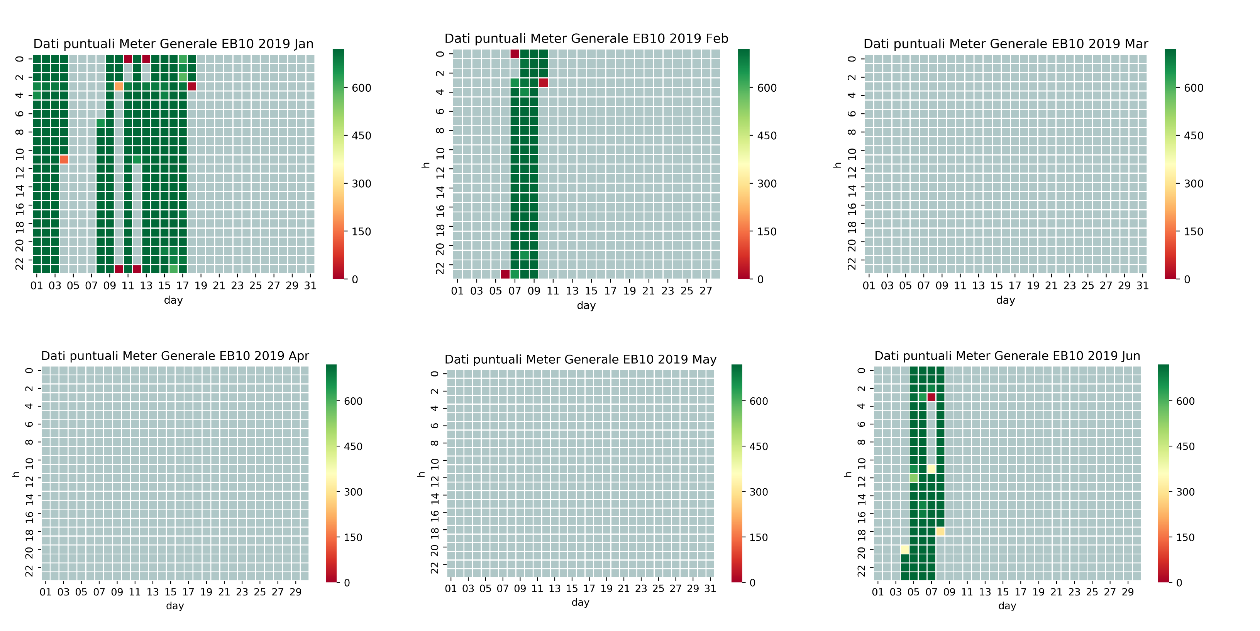 Dati puntuali Meter Generale EB10 2019 Jan
0 2 4 6 8 10 12 14 16 18 20 22
01 03 05 07 09 11 13 15 17 19 21 23 25 27 29 31
day
600
450
300
150
0
Dati puntuali Meter Generale EB10 2019 Feb
h
0 2 4 6 8 10 12 14 16 18 20 22
01 03 05 07 09 11 13 15 17 19 21 23 25 27
day
600
450
300
150
0
Dati puntuali Meter Generale EB10 2019 Mar
h
0 2 4 6 8 10 12 14 16 18 20 22
01 03 05 07 09 11 13 15 17 19 21 23 25 27 29 31
day
600
450
300
150
0
Dati puntuali Meter Generale EB10 2019 Apr
h
0 2 4 6 8 10 12 14 16 18 20 22
01 03 05 07 09 11 13 15 17 19 21 23 25 27 29
day
600
450
300
150
0
Dati puntuali Meter Generale EB10 2019 May
h
0 2 4 6 8 10 12 14 16 18 20 22
01 03 05 07 09 11 13 15 17 19 21 23 25 27 29 31
day
600
450
300
150
0
Dati puntuali Meter Generale EB10 2019 Jun
h
0 2 4 6 8 10 12 14 16 18 20 22
01 03 05 07 09 11 13 15 17 19 21 23 25 27 29
day
600
450
300
150
0